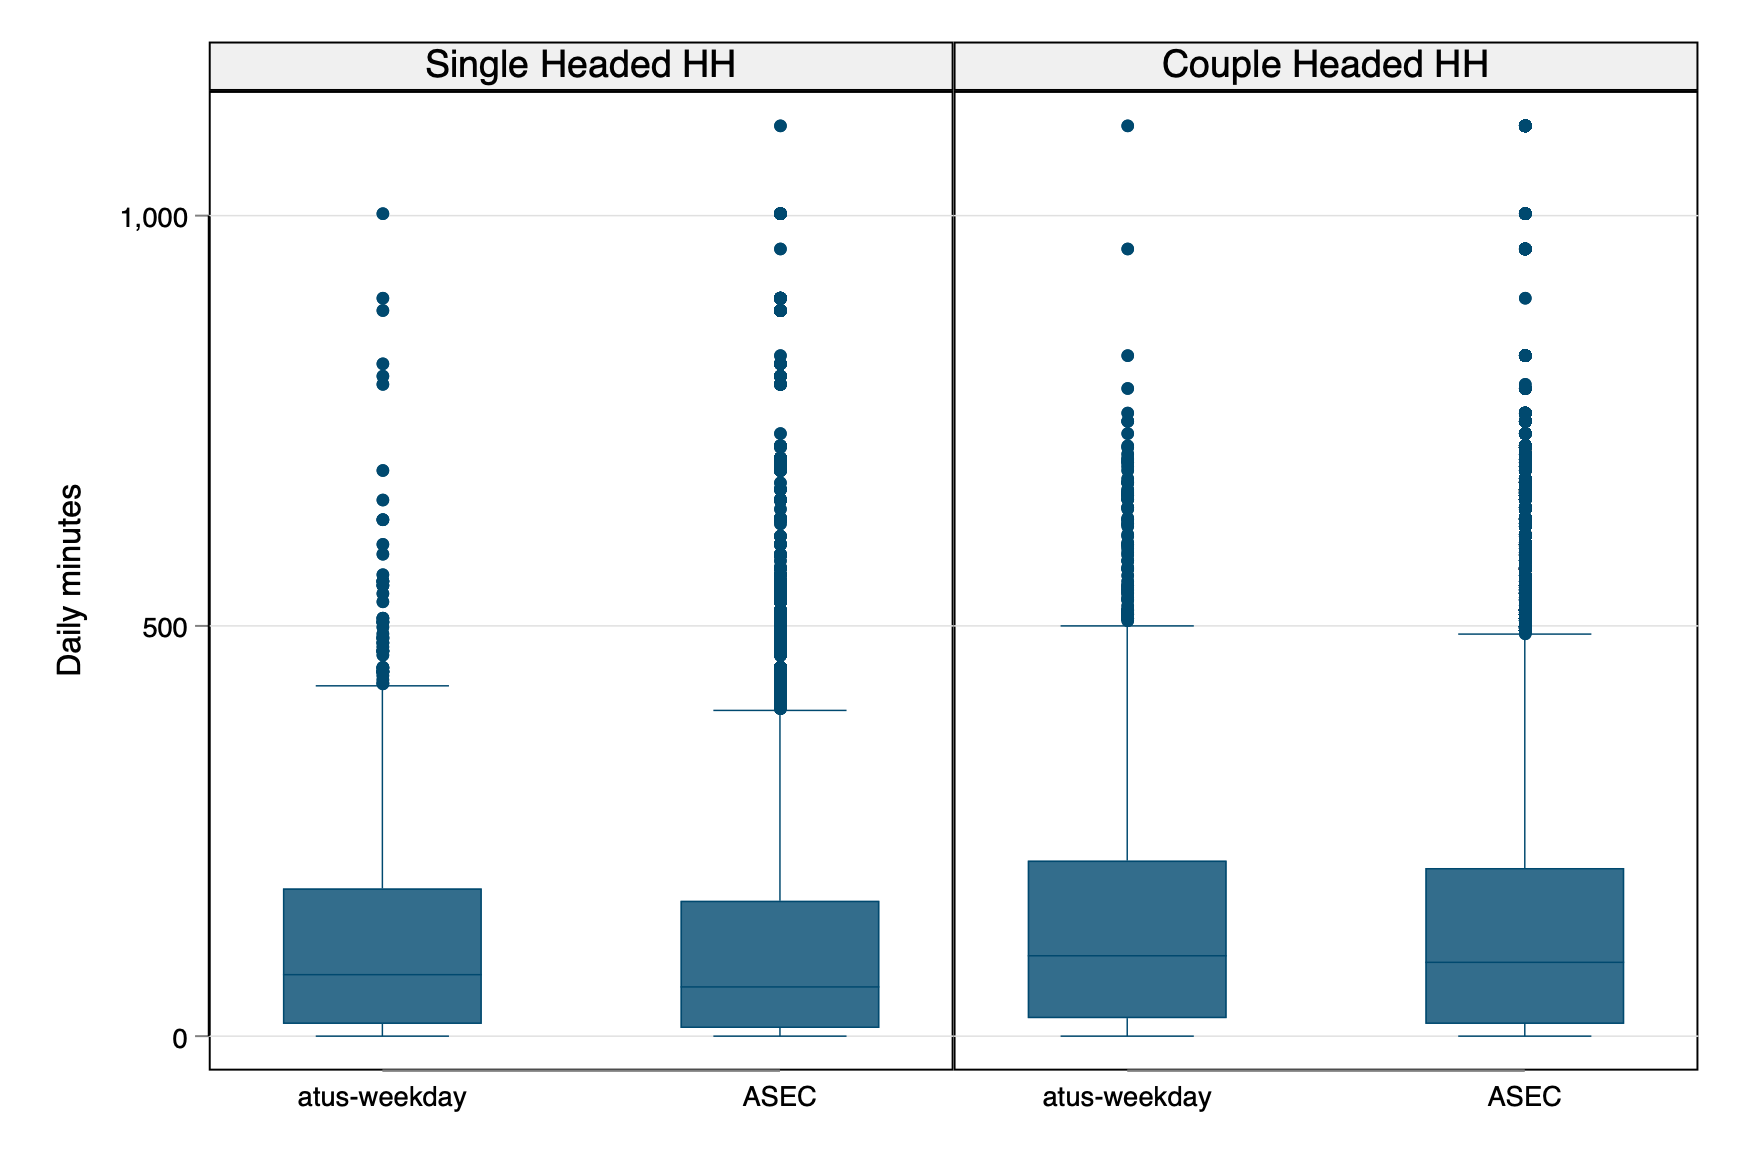 Single Headed HH
Couple Headed HH
Daily minutes
1,000
500
0
atus-weekday
ASEC
atus-weekday
ASEC